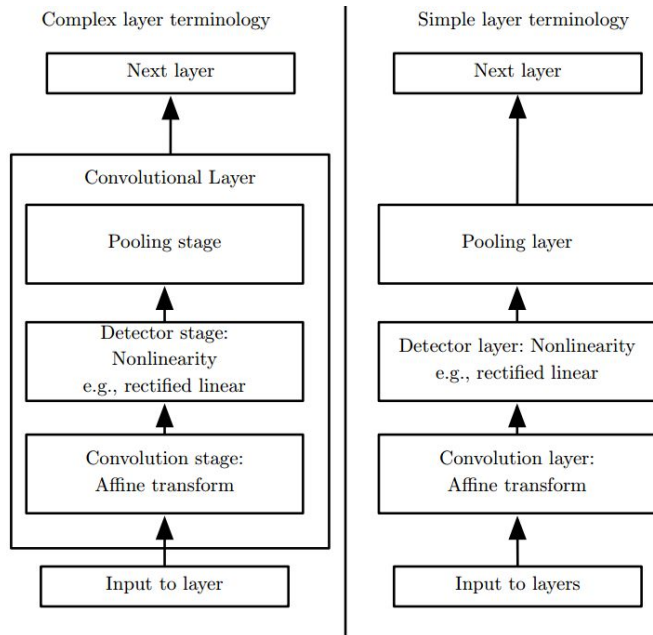 Complex layer terminology
Next layer
Convolutional Layer
Pooling stage
Detector stage:
Nonlinearity
e.g., rectified linear
Convolution stage:
Affine transform
Input to layer
Simple layer terminology
Next layer
Pooling layer
Detector layer: Nonlinearity
e.g., rectified linear
Convolution layer:
Affine transform
Input to layers